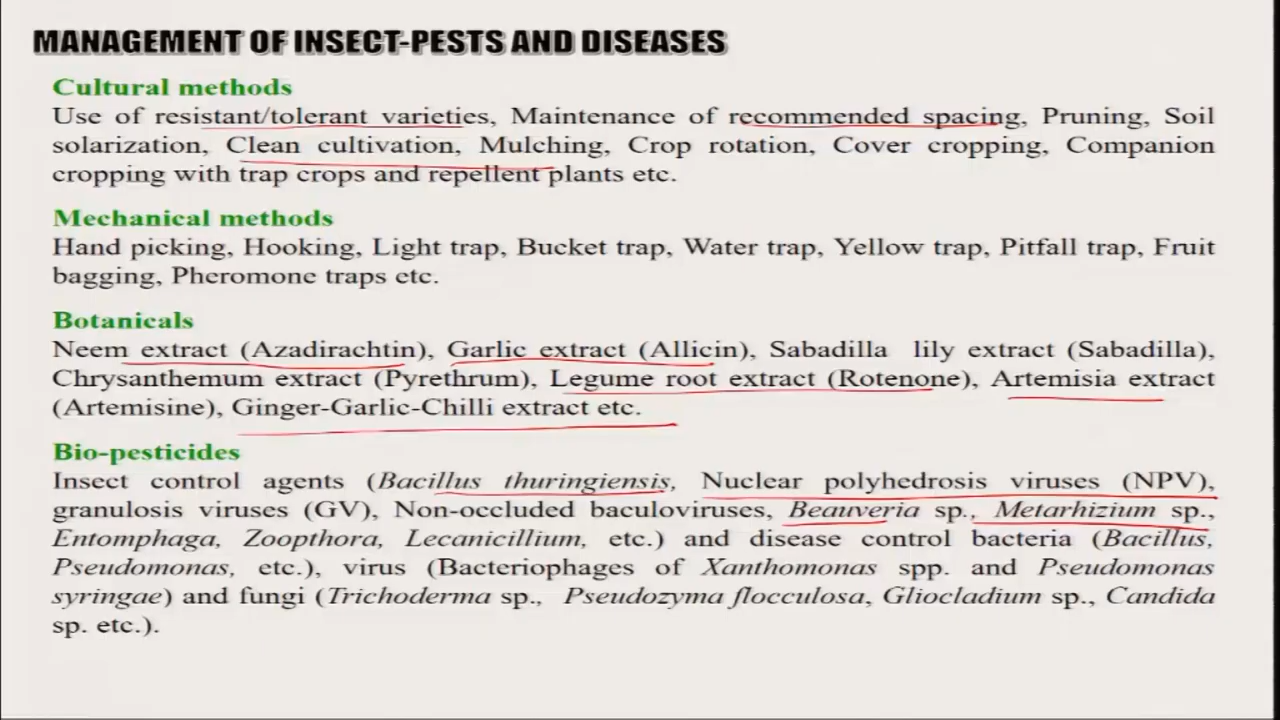 MANAGEMENT OF INSECT-PESTS AND DISEASES
Cultural methods
Use of resistant/tolerant varieties, Maintenance of recommended spacing, Pruning, Soil
solarization, Clean cultivation, Mulching, Crop rotation, Cover cropping, Companion
cropping with trap crops and repellent plants etc.
Mechanical methods
Hand picking, Hooking, Light trap, Bucket trap, Water trap, Yellow trap, Pitfall trap, Fruit
bagging, Pheromone traps etc.
Botanicals
Neem extract (Azadirachtin), Garlic extract (Allicin), Sabadilla lily extract (Sabadilla),
Chrysanthemum extract (Pyrethrum), Legume root extract (Rotenone), Artemisia extract
(Artemisine), Ginger-Garlic-Chilli extract etc.
Bio-pesticides
Insect control agents (Bacillus thuringiensis, Nuclear polyhedrosis viruses (NPV),
granulosis viruses (GV), Non-occluded baculoviruses, Beauveria sp., Metarhizium sp.,
Entomphaga, Zoopthora, Lecanicillium, etc.) and disease control bacteria (Bacillus,
Pseudomonas, etc.), virus (Bacteriophages of Xanthomonas spp. and Pseudomonas
syringae) and fungi (Trichoderma sp., Pseudozyma flocculosa, Gliocladium sp., Candida
sp. etc.).